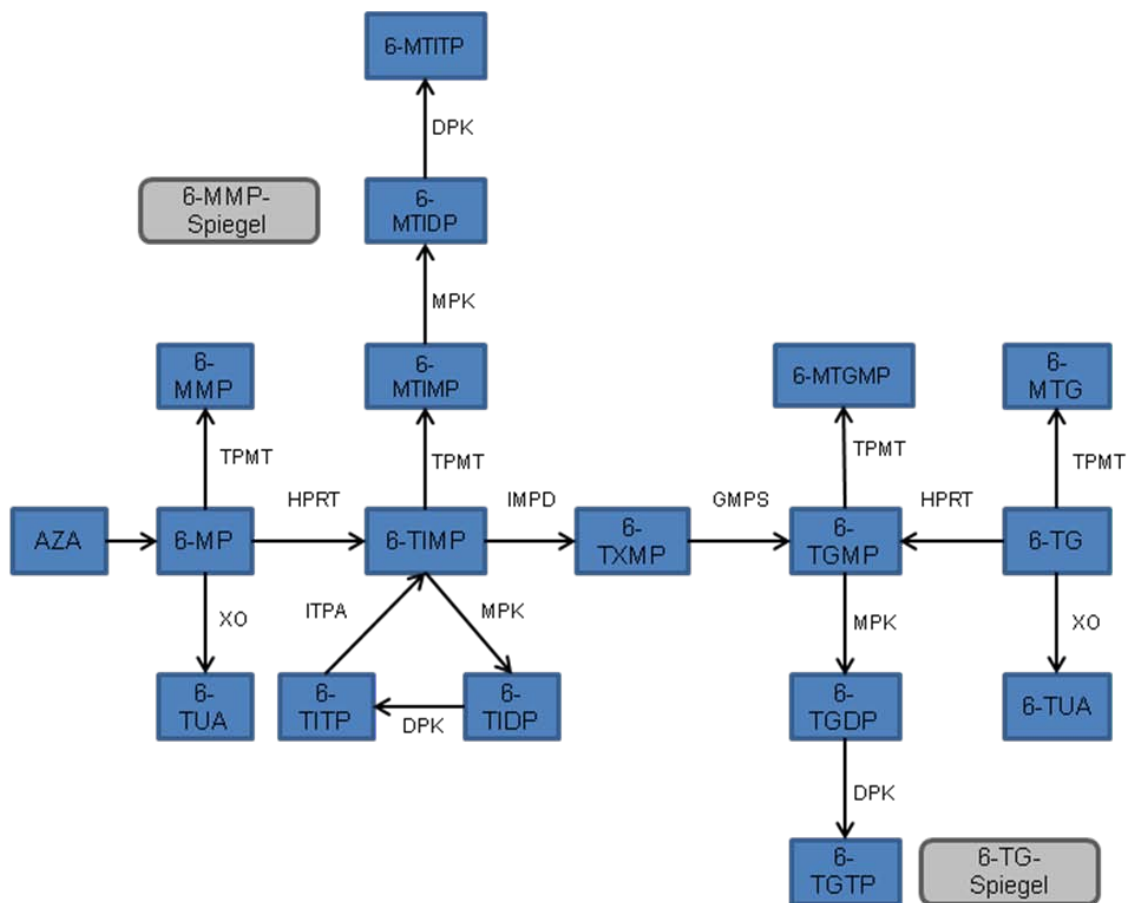 6-MTITP
DPK
6-MMP-
Spiegel
6-
MTIDP
MPK
6-
MMP
6-
MTIMP
6-MTGMP
6-
MTG
TPMT
TPMT
TPMT
TPMT
HPRT
IMPD
GMPS
HPRT
AZA
6-MP
6-TIMP
6-
TXMP
6-
TGMP
6-TG
XO
ITPA
MPK
MPK
XO
6-
TUA
6-
TITP
DPK
6-
TIDP
6-
TGDP
6-TUA
DPK
6-
TGTP
6-TG-
Spiegel